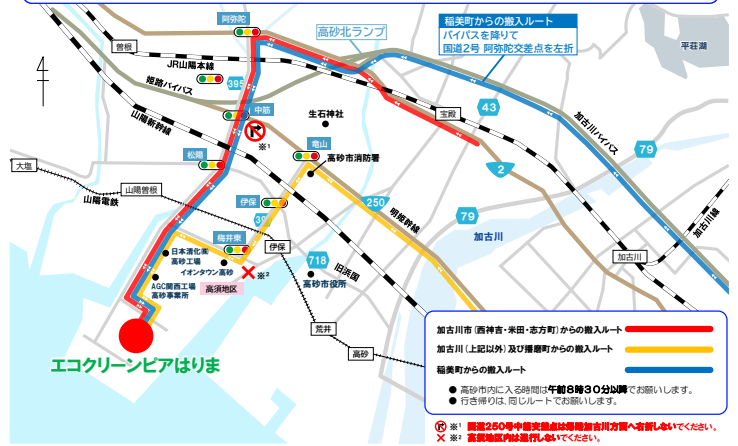 阿弥陀
高砂北ランプ
稲美町からの搬入ルート
バイパスを降りて
国道2号 阿弥陀交差点を左折
平荘湖
曽根
JR山陽本線
姫路バイパス
395
山陽新幹線
中筋
※1
生石神社
宝殿
43
加古川バイパス
79
2
松陽
竜山
高砂市消防署
大塩
山陽曽根
山陽電鉄
伊保
250
明姫幹線
79
加古川
加古川線
加古川
梅井東
伊保
日本清化㈱
高砂工場
イオンタウン高砂
※2
718
旧浜国
高砂市役所
AGC関西工場
高砂事業所
高須地区
荒井
高砂
エコクリーンピアはりま
加古川市(西神吉・米田・志方町)からの搬入ルート
加古川(上記以外)及び播磨町からの搬入ルート
稲美町からの搬入ルート
● 高砂市内に入る時間は午前8時30分以降でお願いします。
● 行き帰りは、同じルートでお願いします。
※1 国道250号中筋交差点は毎時加古川方面へ右折しないでください。
※2 高須地区内は進行しないでください。